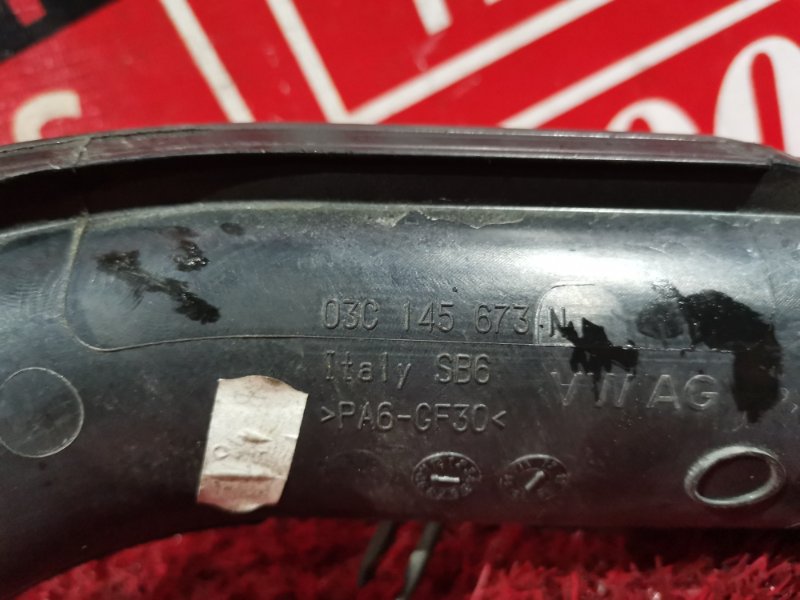 03C 145 673 N
Italy SB6
VW AG
>PA6-GF30<